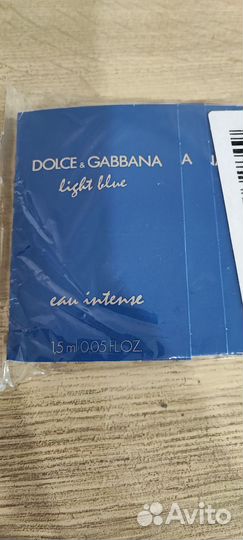 DOLCE & GABBANA
A
light blue
eau intense
1.5 ml 0.05 FL.OZ.
Avito